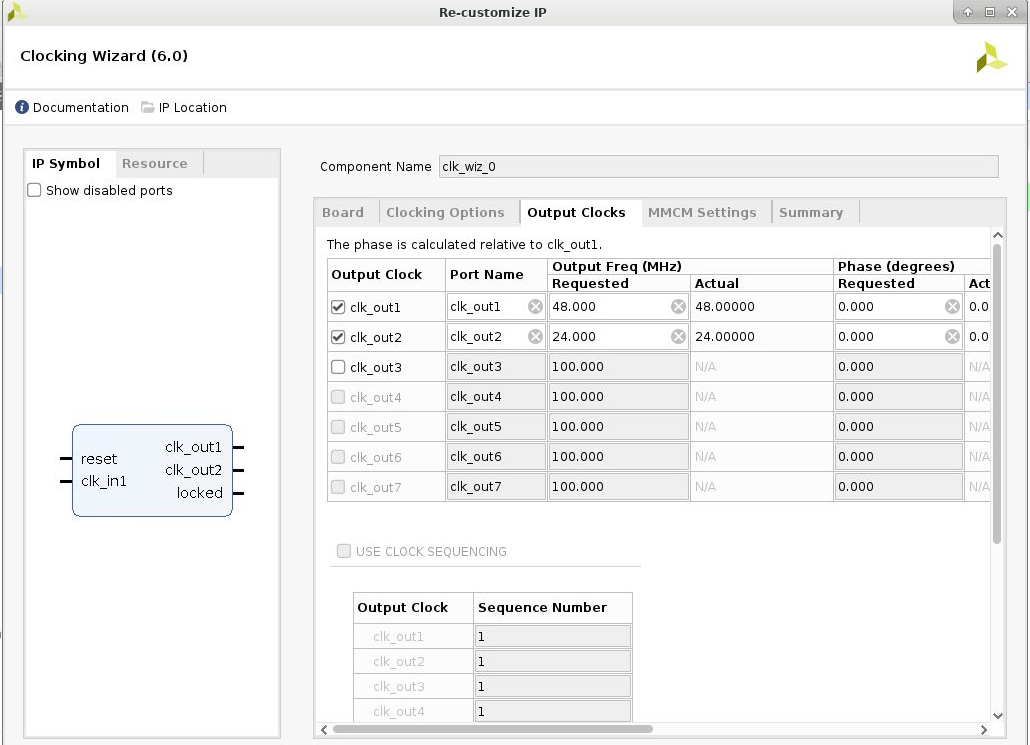 Re-customize IP
Clocking Wizard (6.0)
Documentation IP Location
IP Symbol Resource
Show disabled ports
reset
clk_in1
clk_out1
clk_out2
locked
Component Name clk_wiz_0
Board Clocking Options Output Clocks MMCM Settings Summary
The phase is calculated relative to clk_out1.
Output Clock Port Name Output Freq (MHz) Phase (degrees)
Requested Actual Requested Act
clk_out1 clk_out1 48.000 48.00000 0.000 0.0
clk_out2 clk_out2 24.000 24.00000 0.000 0.0
clk_out3 clk_out3 100.000 N/A 0.000 N/A
clk_out4 clk_out4 100.000 N/A 0.000 N/A
clk_out5 clk_out5 100.000 N/A 0.000 N/A
clk_out6 clk_out6 100.000 N/A 0.000 N/A
clk_out7 clk_out7 100.000 N/A 0.000 N/A
USE CLOCK SEQUENCING
Output Clock Sequence Number
clk_out1 1
clk_out2 1
clk_out3 1
clk_out4 1